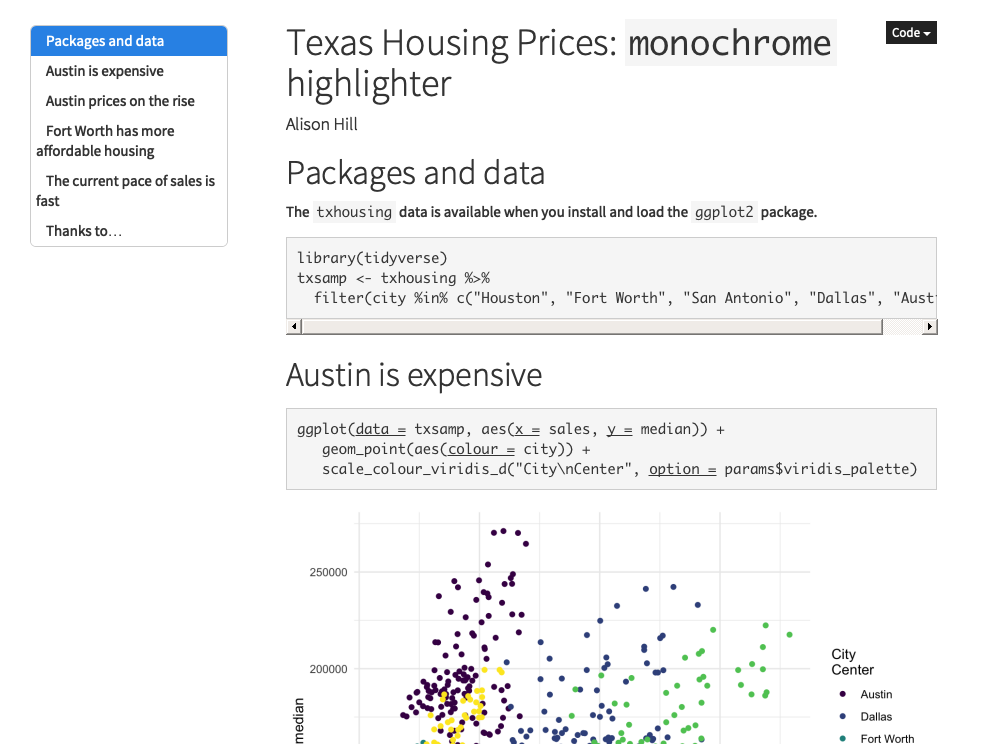 Packages and data
Austin is expensive
Austin prices on the rise
Fort Worth has more
affordable housing
The current pace of sales is
fast
Thanks to…
Texas Housing Prices: monochrome
highlighter
Code
Alison Hill
Packages and data
The txhousing data is available when you install and load the ggplot2 package.
library(tidyverse)
txsamp <- txhousing %>%
  filter(city %in% c("Houston", "Fort Worth", "San Antonio", "Dallas", "Aust
Austin is expensive
ggplot(data = txsamp, aes(x = sales, y = median)) +
   geom_point(aes(colour = city)) +
   scale_colour_viridis_d("City\nCenter", option = params$viridis_palette)
250000
200000
median
City
Center
Austin
Dallas
Fort Worth